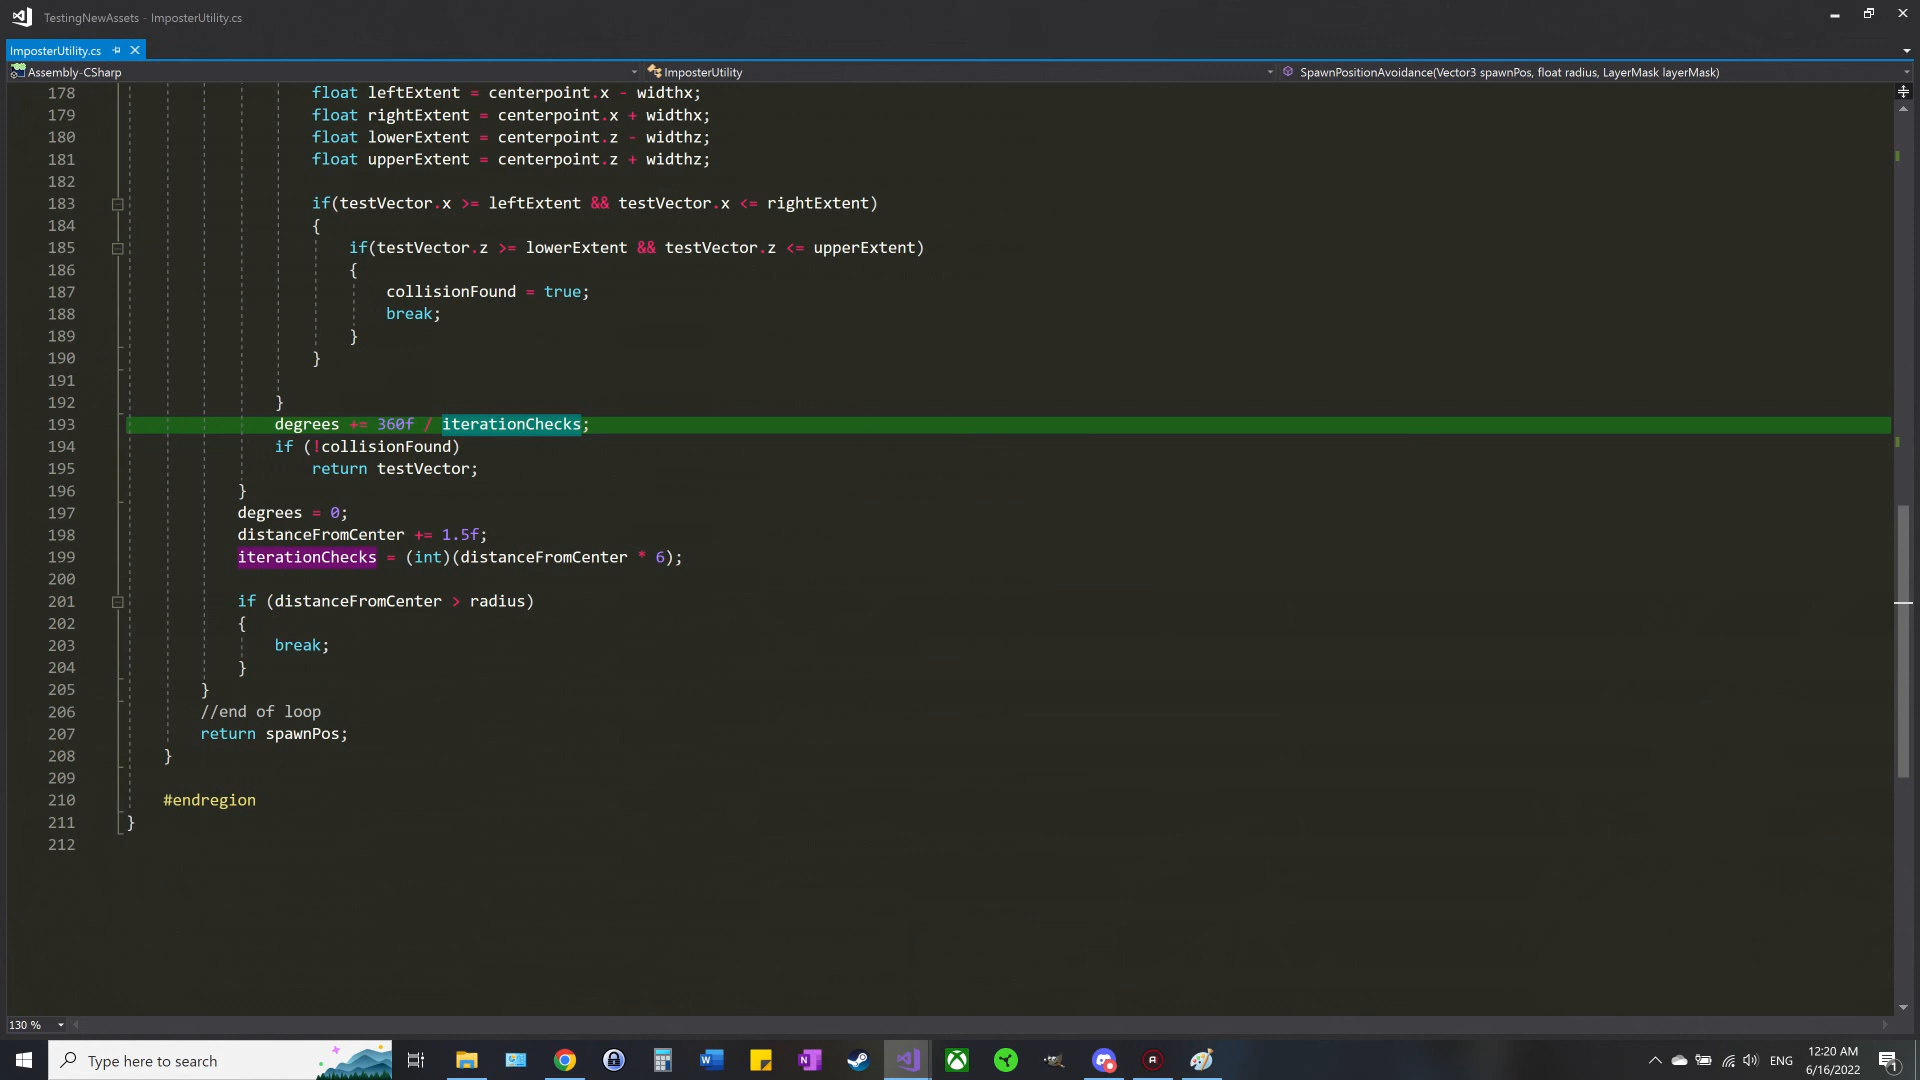 TestingNewAssets - ImposterUtility.cs
ImposterUtility.cs
Assembly-CSharp
ImposterUtility
SpawnPositionAvoidance(Vector3 spawnPos, float radius, LayerMask layerMask)
178 float leftExtent = centerpoint.x - widthx;
179 float rightExtent = centerpoint.x + widthx;
180 float lowerExtent = centerpoint.z - widthz;
181 float upperExtent = centerpoint.z + widthz;
182
183 if(testVector.x >= leftExtent && testVector.x <= rightExtent)
184 {
185 if(testVector.z >= lowerExtent && testVector.z <= upperExtent)
186 {
187 collisionFound = true;
188 break;
189 }
190 }
191
192 }
193 degrees += 360f / iterationChecks;
194 if (!collisionFound)
195 return testVector;
196 }
197 degrees = 0;
198 distanceFromCenter += 1.5f;
199 iterationChecks = (int)(distanceFromCenter * 6);
200
201 if (distanceFromCenter > radius)
202 {
203 break;
204 }
205 }
206 //end of loop
207 return spawnPos;
208 }
209
210 #endregion
211 }
212
130 %
Type here to search
ENG
12:20 AM
6/16/2022
1